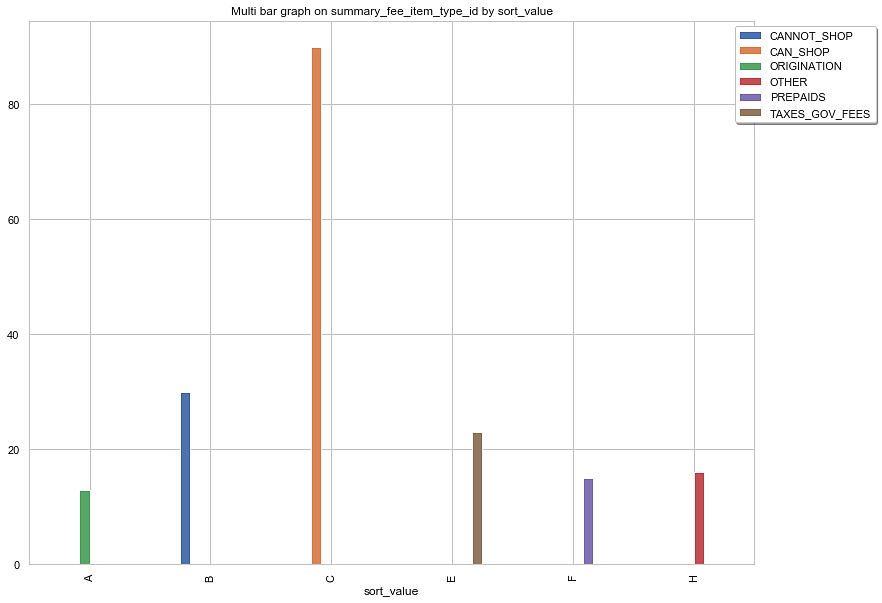 Multi bar graph on summary_fee_item_type_id by sort_value
CANNOT_SHOP
CAN_SHOP
ORIGINATION
OTHER
PREPAIDS
TAXES_GOV_FEES
80
60
40
20
0
A
B
C
E
F
H
sort_value